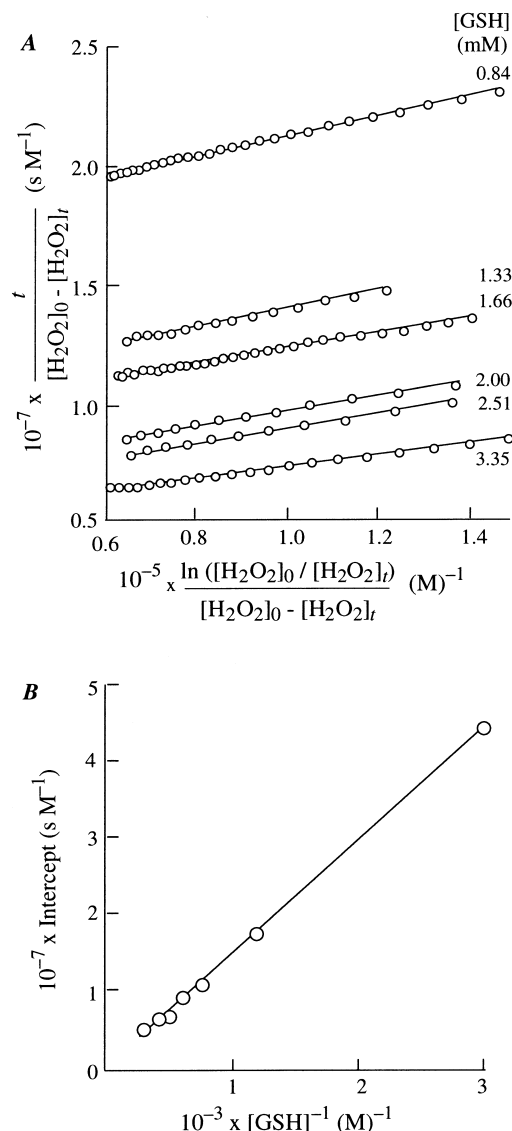 A
[GSH]
(mM)
0.84
1.33
1.66
2.00
2.51
3.35
2.5
2.0
1.5
1.0
0.5
10⁻⁷ x t / [H₂O₂]₀ - [H₂O₂]ₜ (s M⁻¹)
0.6 0.8 1.0 1.2 1.4
10⁻⁵ x ln ([H₂O₂]₀ / [H₂O₂]ₜ) / [H₂O₂]₀ - [H₂O₂]ₜ (M)⁻¹
B
5
4
3
2
1
0
10⁻⁷ x Intercept (s M⁻¹)
1 2 3
10⁻³ x [GSH]⁻¹ (M)⁻¹